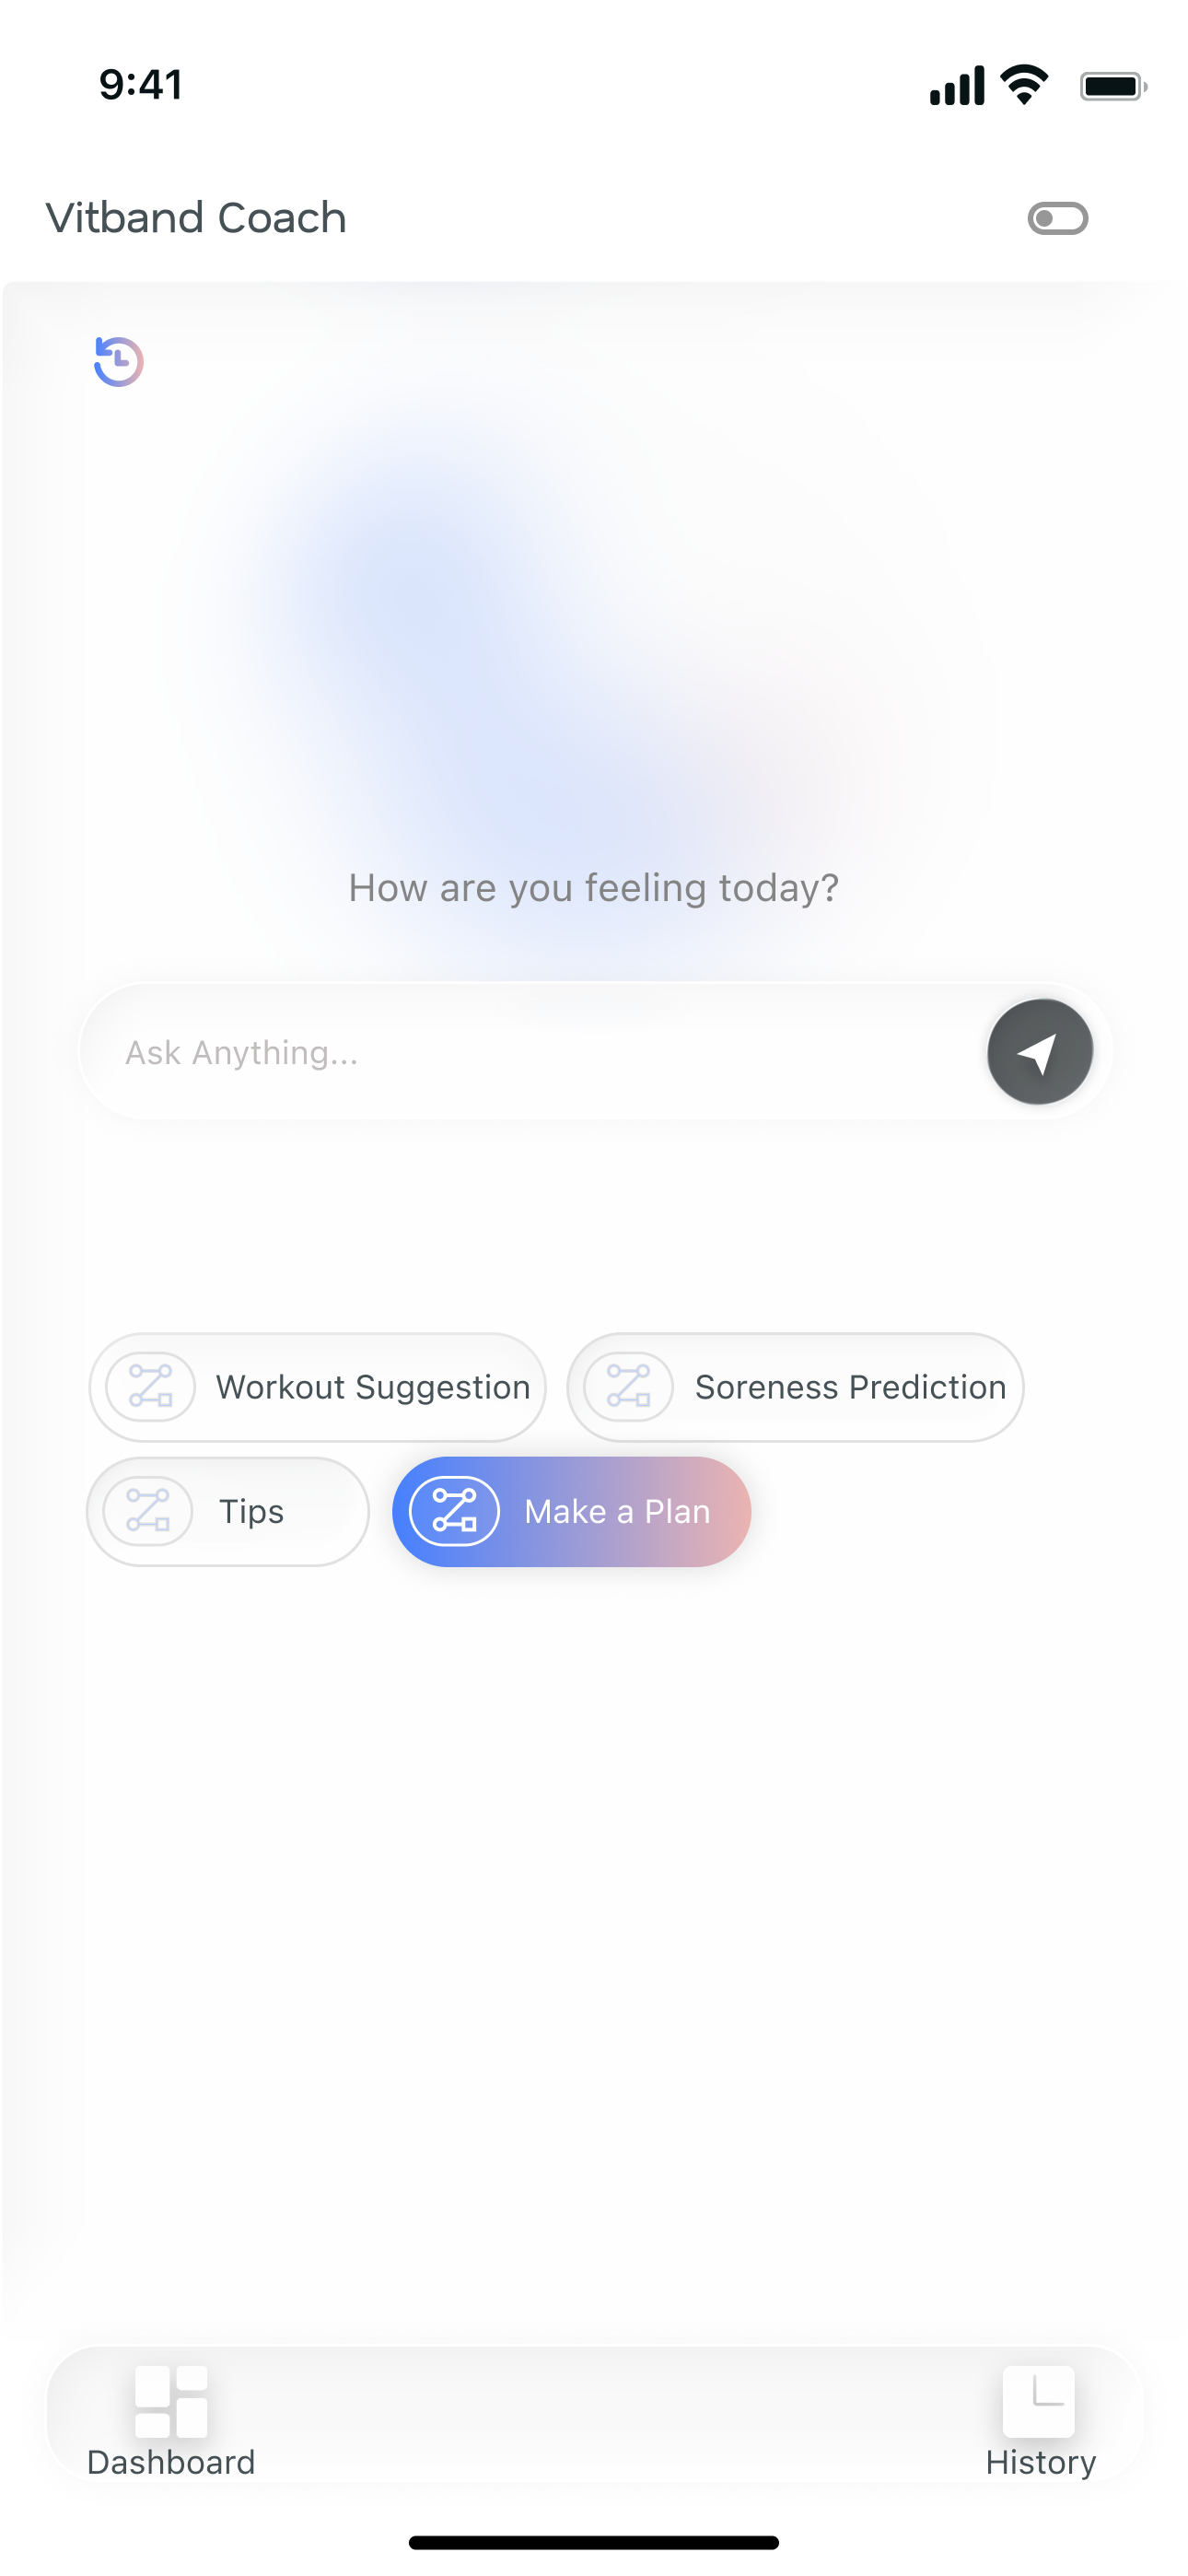 9:41
Vitband Coach
How are you feeling today?
Ask Anything...
Workout Suggestion
Soreness Prediction
Tips
Make a Plan
Dashboard
History